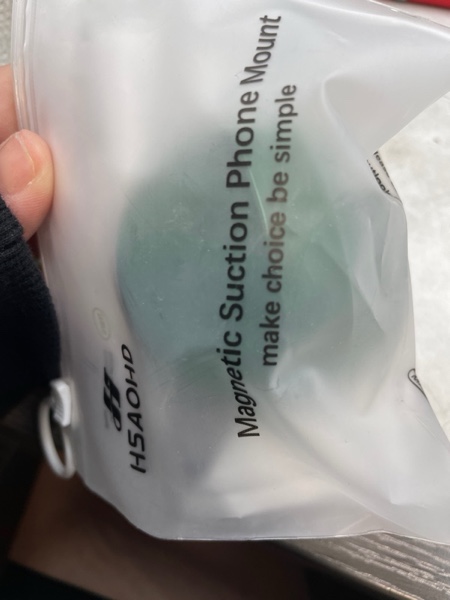 Magnetic Suction Phone Mount
make choice be simple
HSAOHD